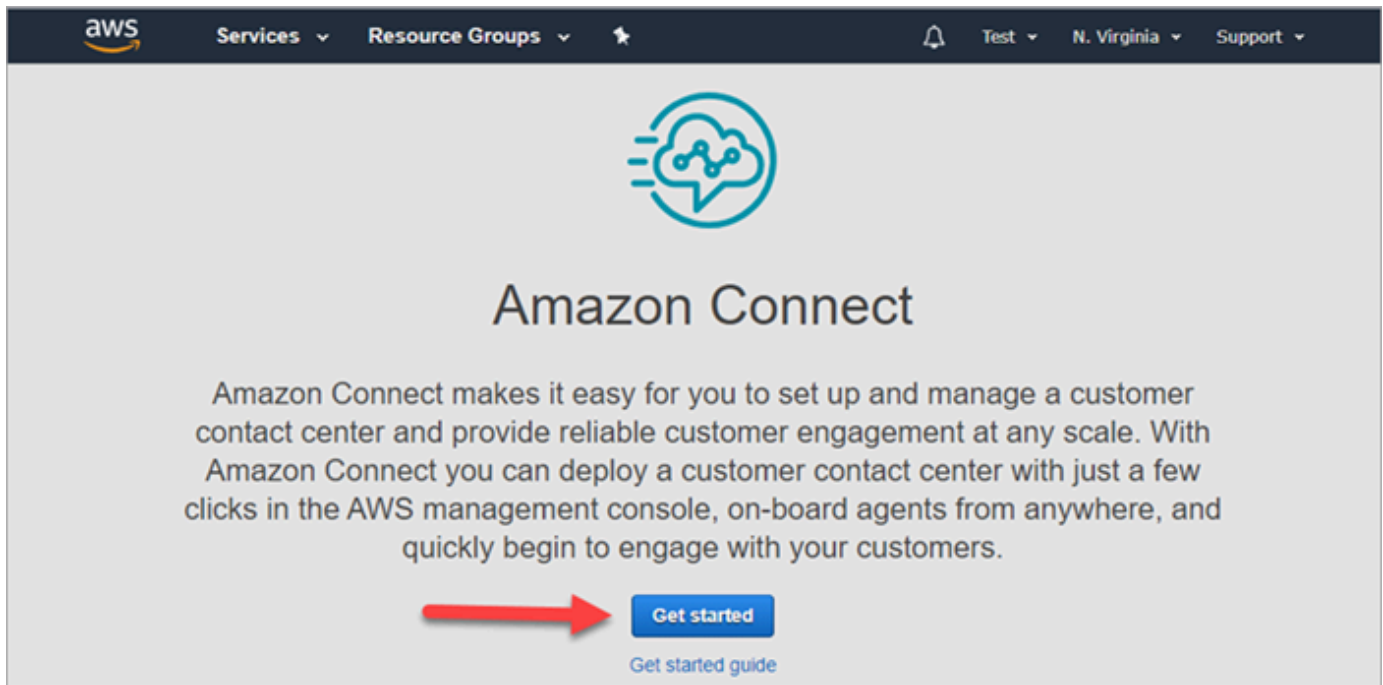 aws Services Resource Groups Test N. Virginia Support
Amazon Connect
Amazon Connect makes it easy for you to set up and manage a customer
contact center and provide reliable customer engagement at any scale. With
Amazon Connect you can deploy a customer contact center with just a few
clicks in the AWS management console, on-board agents from anywhere, and
quickly begin to engage with your customers.
Get started
Get started guide